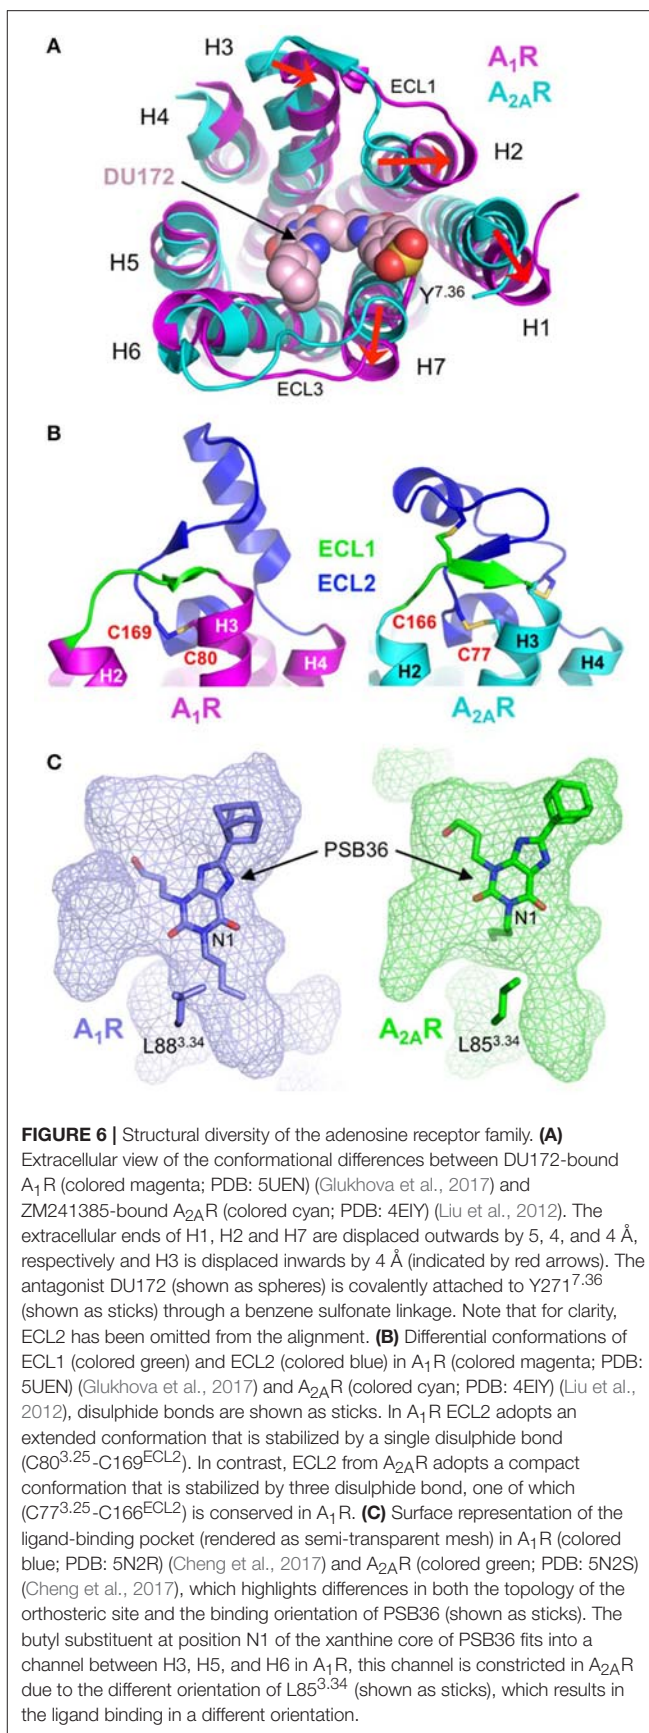 A
H3
A₁R
A₂ₐR
ECL1
H4
H2
DU172
H5
Y⁷·³⁶
H1
H6
H7
ECL3
B
ECL1
ECL2
C169
H3
C166
H3
C80
C77
H2
H4
H2
H4
A₁R
A₂ₐR
C
PSB36
N1
N1
A₁R
A₂ₐR
L88³·³⁴
L85³·³⁴
FIGURE 6 | Structural diversity of the adenosine receptor family. (A)
Extracellular view of the conformational differences between DU172-bound
A₁R (colored magenta; PDB: 5UEN) (Glukhova et al., 2017) and
ZM241385-bound A₂ₐR (colored cyan; PDB: 4EIY) (Liu et al., 2012). The
extracellular ends of H1, H2 and H7 are displaced outwards by 5, 4, and 4 Å,
respectively and H3 is displaced inwards by 4 Å (indicated by red arrows). The
antagonist DU172 (shown as spheres) is covalently attached to Y271⁷·³⁶
(shown as sticks) through a benzene sulfonate linkage. Note that for clarity,
ECL2 has been omitted from the alignment. (B) Differential conformations of
ECL1 (colored green) and ECL2 (colored blue) in A₁R (colored magenta; PDB:
5UEN) (Glukhova et al., 2017) and A₂ₐR (colored cyan; PDB: 4EIY) (Liu et al.,
2012), disulphide bonds are shown as sticks. In A₁R ECL2 adopts an
extended conformation that is stabilized by a single disulphide bond
(C80³·²⁵-C169ᴱᶜᴸ²). In contrast, ECL2 from A₂ₐR adopts a compact
conformation that is stabilized by three disulphide bond, one of which
(C77³·²⁵-C166ᴱᶜᴸ²) is conserved in A₁R. (C) Surface representation of the
ligand-binding pocket (rendered as semi-transparent mesh) in A₁R (colored
blue; PDB: 5N2R) (Cheng et al., 2017) and A₂ₐR (colored green; PDB: 5N2S)
(Cheng et al., 2017), which highlights differences in both the topology of the
orthosteric site and the binding orientation of PSB36 (shown as sticks). The
butyl substituent at position N1 of the xanthine core of PSB36 fits into a
channel between H3, H5, and H6 in A₁R, this channel is constricted in A₂ₐR
due to the different orientation of L85³·³⁴ (shown as sticks), which results in
the ligand binding in a different orientation.